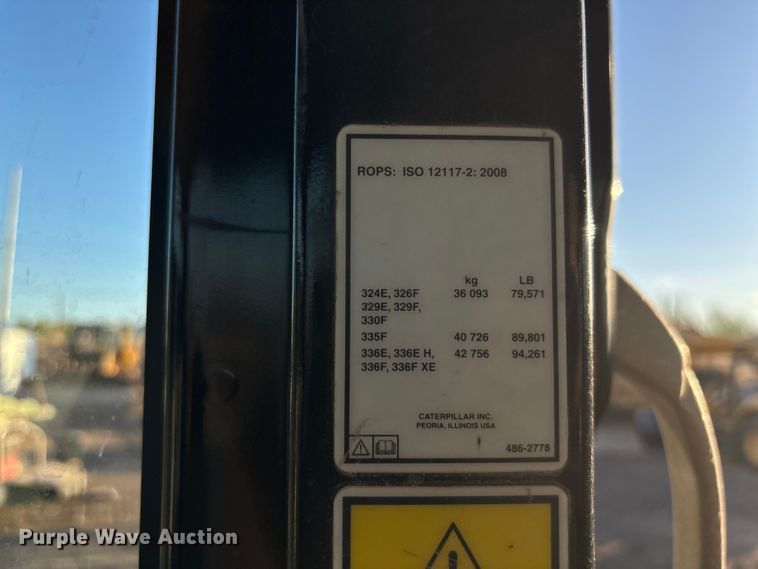 ROPS: ISO 12117-2: 2008
kg LB
324E, 326F 36 093 79,571
329E, 329F,
330F
335F 40 726 89,801
336E, 336E H, 42 756 94,261
336F, 336F XE
CATERPILLAR INC.
PEORIA, ILLINOIS USA
486-2778
Purple Wave Auction